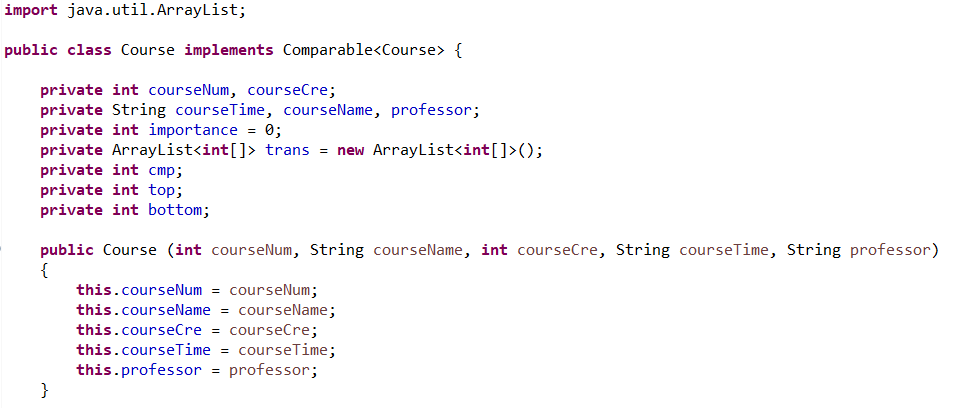 import java.util.ArrayList;
public class Course implements Comparable<Course> {
private int courseNum, courseCre;
private String courseTime, courseName, professor;
private int importance = 0;
private ArrayList<int[]> trans = new ArrayList<int[]>();
private int cmp;
private int top;
private int bottom;
public Course (int courseNum, String courseName, int courseCre, String courseTime, String professor)
{
this.courseNum = courseNum;
this.courseName = courseName;
this.courseCre = courseCre;
this.courseTime = courseTime;
this.professor = professor;
}